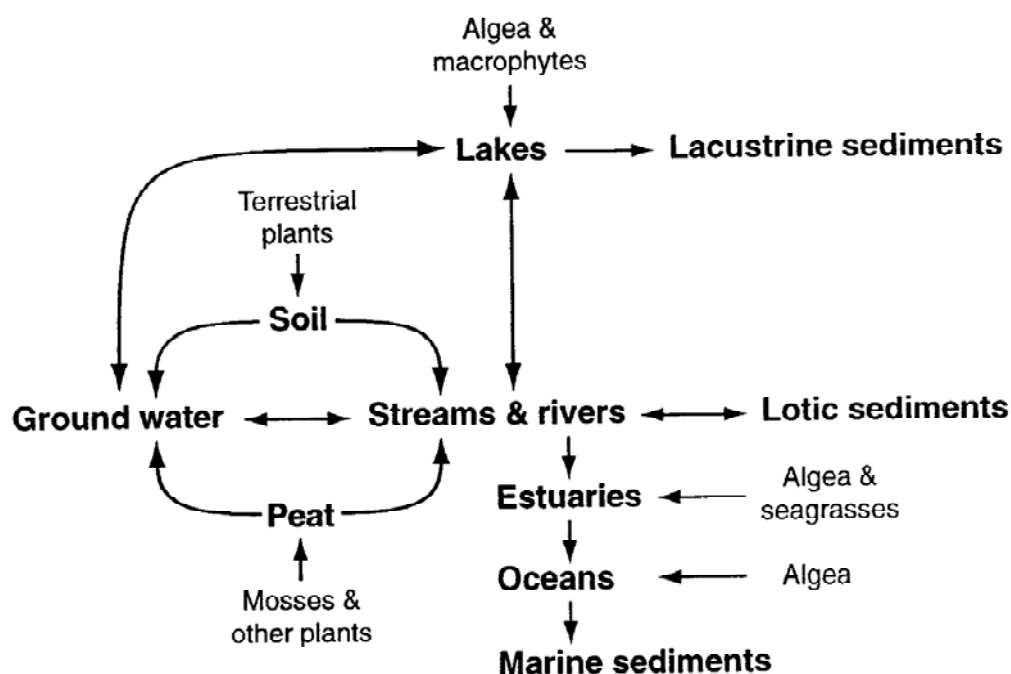 Algea &
macrophytes
Lakes
Lacustrine sediments
Terrestrial
plants
Soil
Ground water
Streams & rivers
Lotic sediments
Peat
Estuaries
Algea &
seagrasses
Oceans
Algea
Mosses &
other plants
Marine sediments